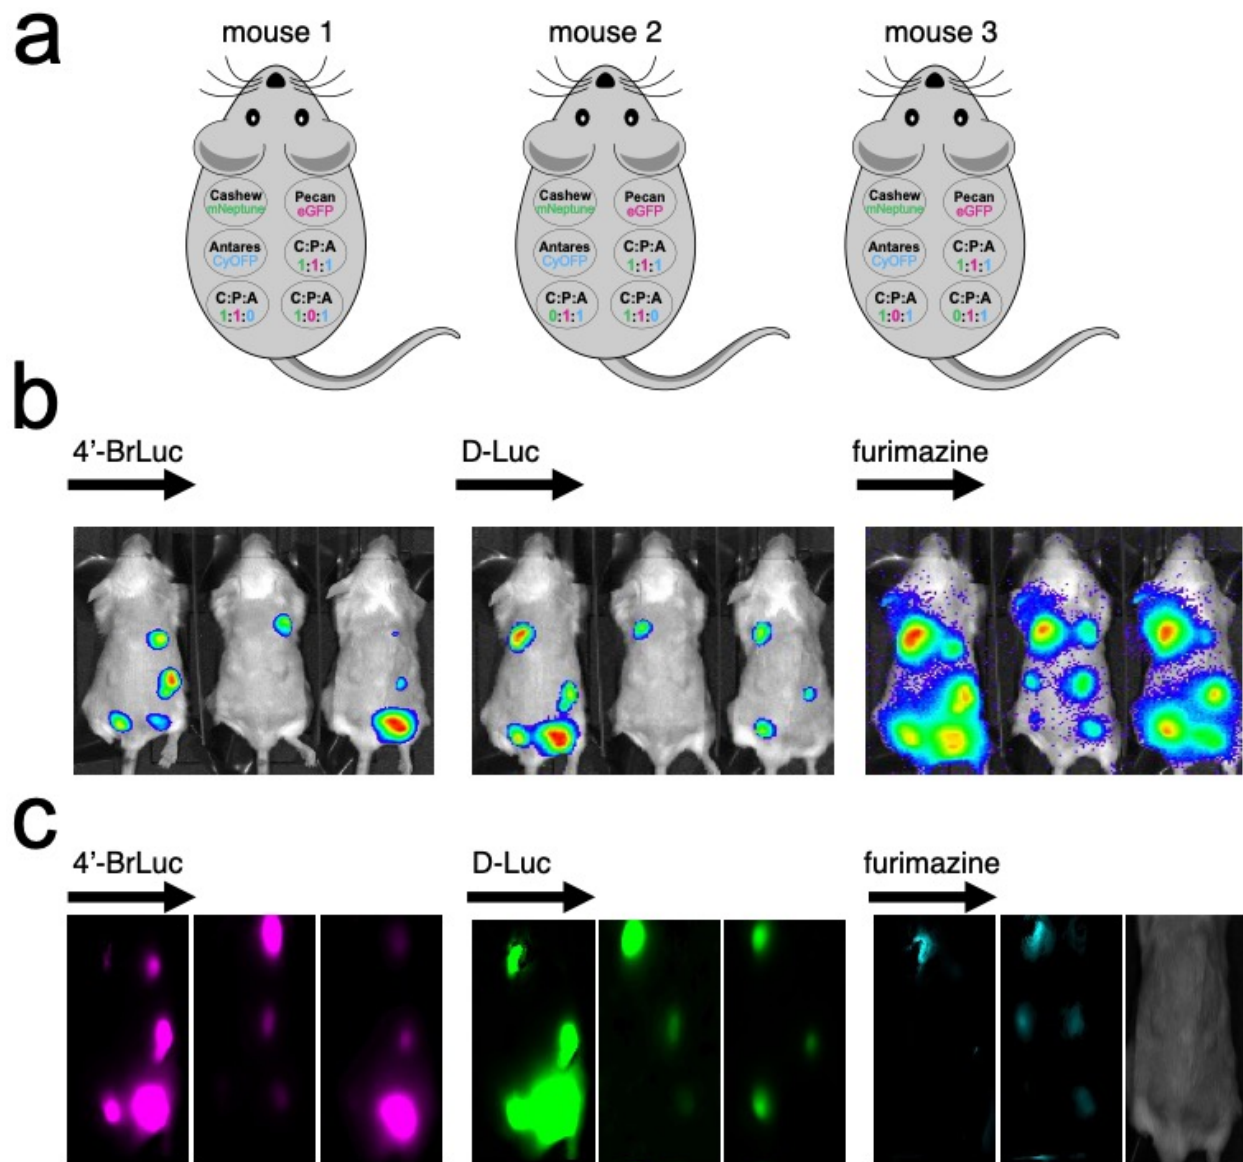 a
mouse 1 mouse 2 mouse 3
Cashew Pecan Cashew Pecan Cashew Pecan
mNeptune eGFP mNeptune eGFP mNeptune eGFP
Antares C:P:A Antares C:P:A Antares C:P:A
CyOFP 1:1:1 CyOFP 1:1:1 CyOFP 1:1:1
C:P:A C:P:A C:P:A C:P:A C:P:A C:P:A
1:1:0 1:0:1 0:1:1 1:1:0 1:0:1 0:1:1
b
4'-BrLuc D-Luc furimazine
c
4'-BrLuc D-Luc furimazine